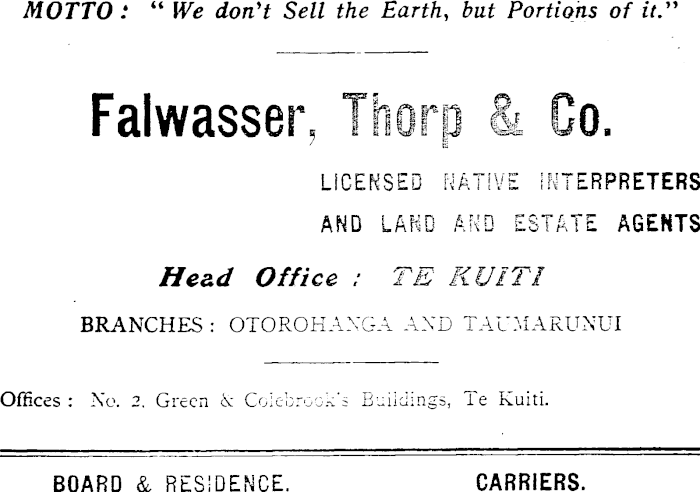 MOTTO: "We don't Sell the Earth, but Portions of it."
Falwasser, Thorp & Co.
LICENSED NATIVE INTERPRETERS
AND LAND AND ESTATE AGENTS
Head Office: TE KUITI
BRANCHES: OTOROHANGA AND TAUMARUNUI
Offices: No. 2, Green & Colebrook's Buildings, Te Kuiti.
BOARD & RESIDENCE. CARRIERS.